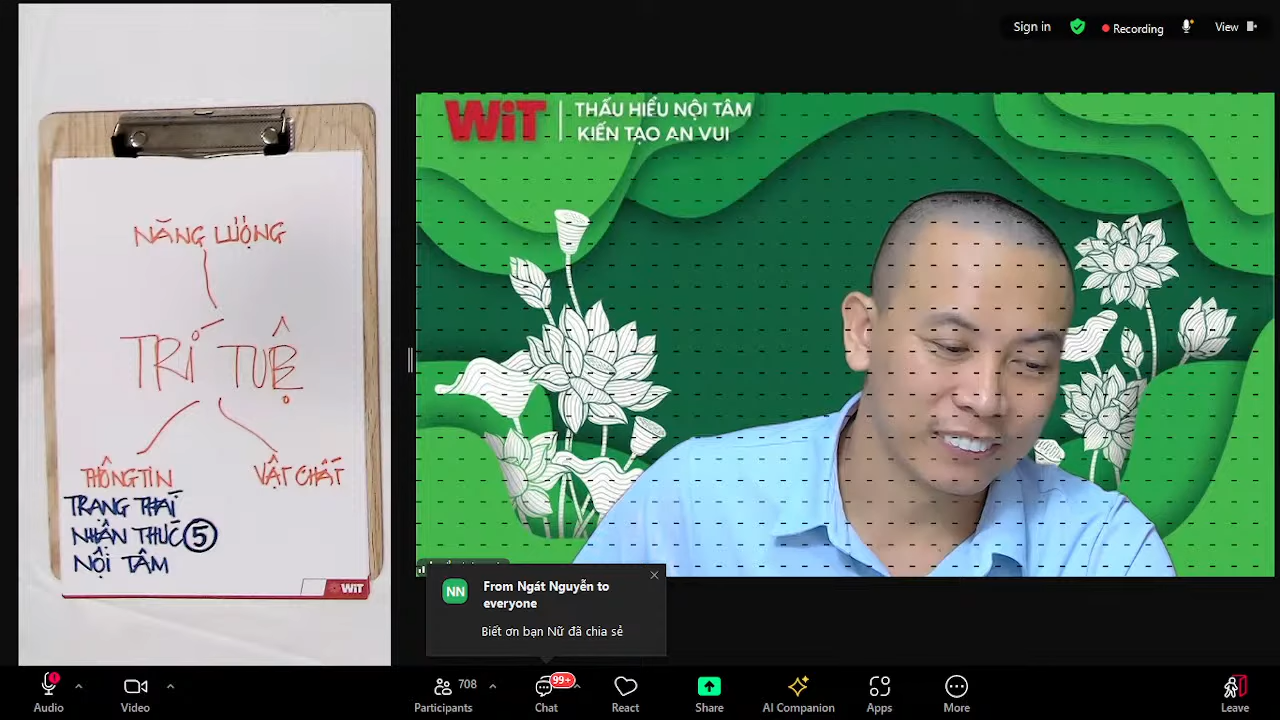 Sign in
Recording
View
WiT
THẤU HIỂU NỘI TÂM
KIẾN TẠO AN VUI
NĂNG LƯỢNG
TRÍ TUỆ
THÔNG TIN
VẬT CHẤT
TRẠNG THÁI
NHẬN THỨC 5
NỘI TÂM
WiT
NN
From Ngát Nguyễn to
everyone
Biết ơn bạn Nữ đã chia sẻ
Audio
Video
Participants
708
Chat
99+
React
Share
AI Companion
Apps
More
Leave